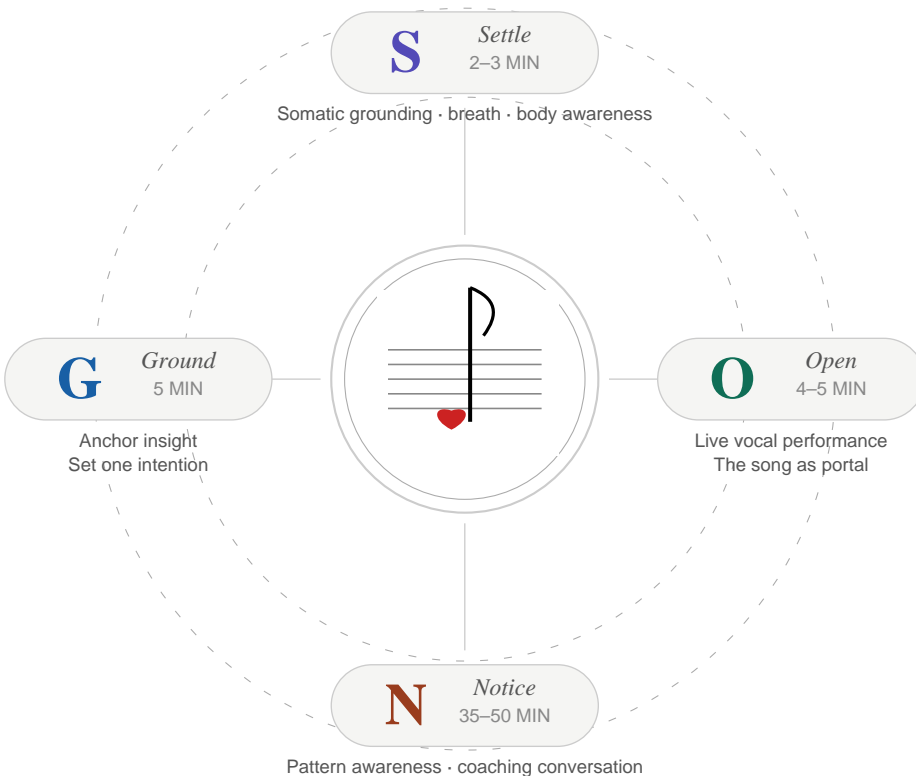 S
Settle
2–3 MIN
Somatic grounding · breath · body awareness
G
Ground
5 MIN
Anchor insight
Set one intention
O
Open
4–5 MIN
Live vocal performance
The song as portal
N
Notice
35–50 MIN
Pattern awareness · coaching conversation